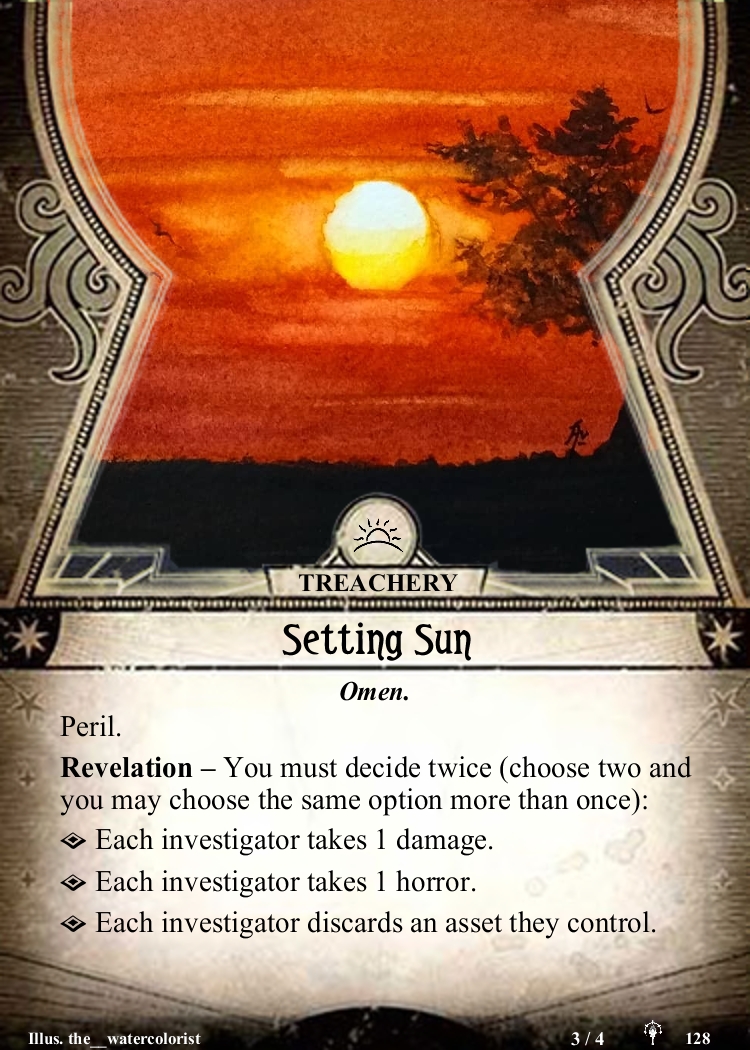 TREACHERY
Setting Sun
Omen.
Peril.
Revelation – You must decide twice (choose two and
you may choose the same option more than once):
Each investigator takes 1 damage.
Each investigator takes 1 horror.
Each investigator discards an asset they control.
Illus. the__watercolorist 3 / 4 128